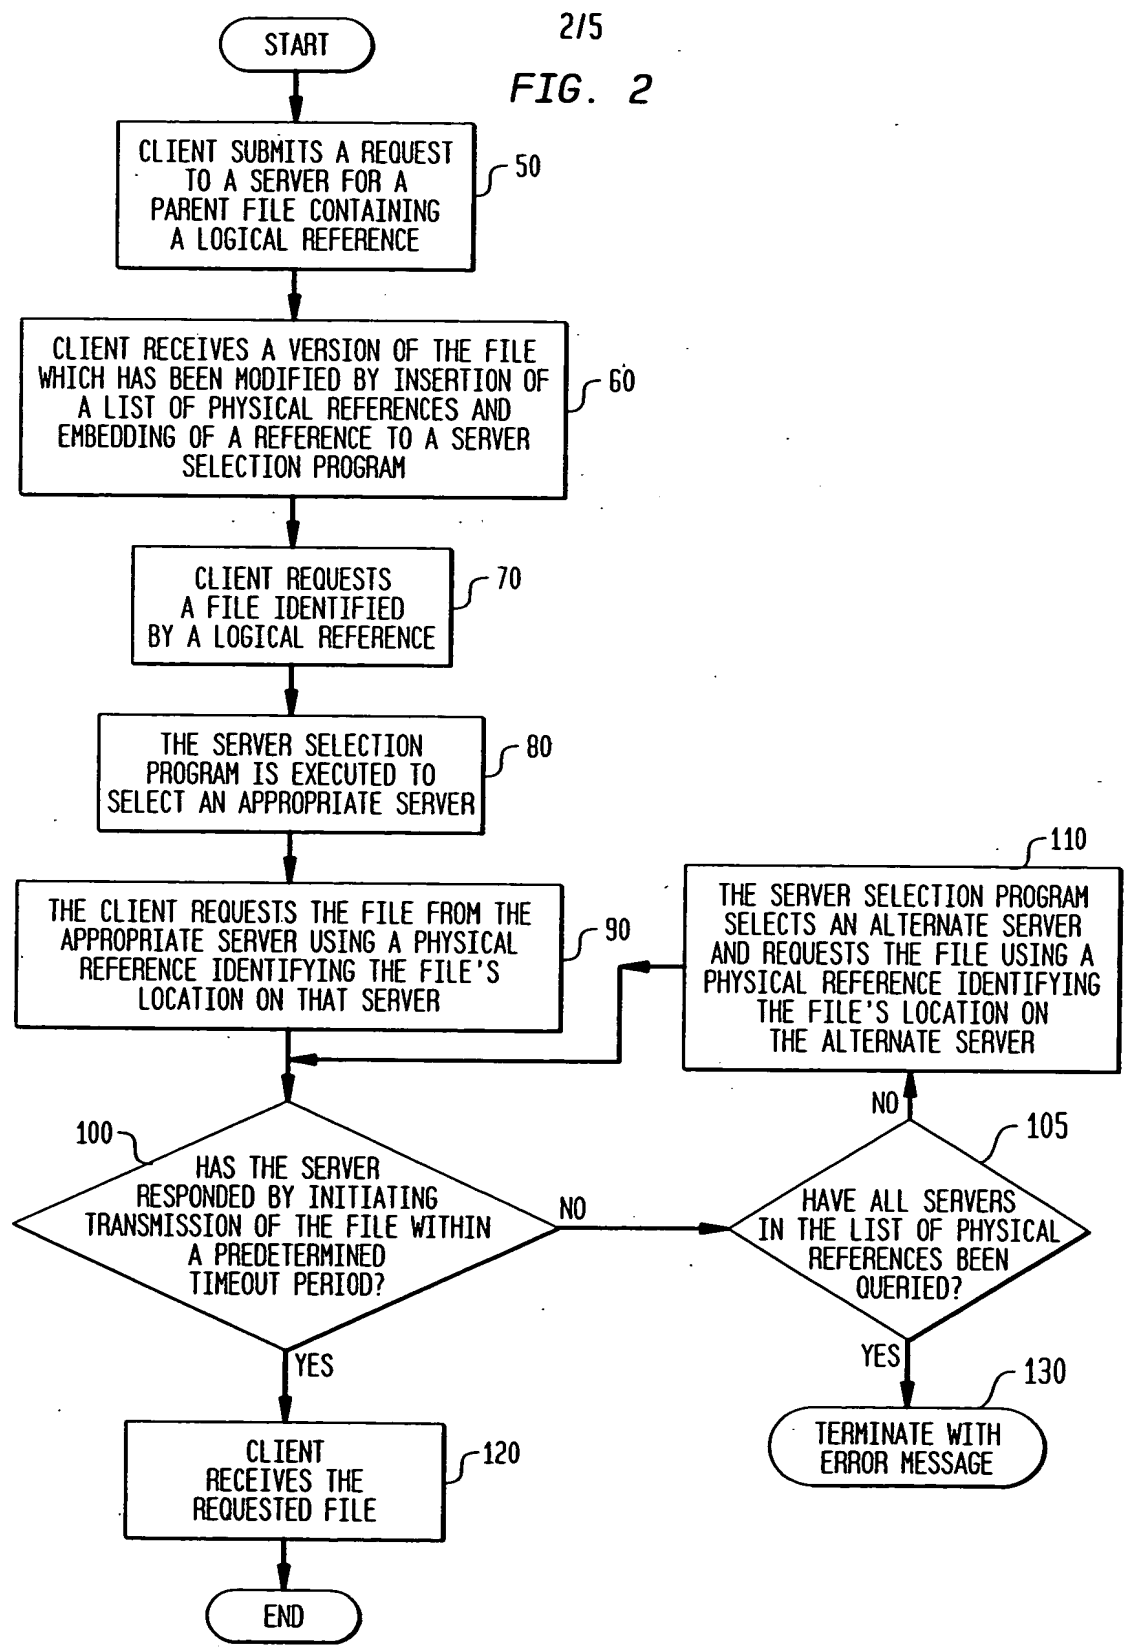 2/5
FIG. 2
START
CLIENT SUBMITS A REQUEST
TO A SERVER FOR A
PARENT FILE CONTAINING
A LOGICAL REFERENCE
50
CLIENT RECEIVES A VERSION OF THE FILE
WHICH HAS BEEN MODIFIED BY INSERTION OF
A LIST OF PHYSICAL REFERENCES AND
EMBEDDING OF A REFERENCE TO A SERVER
SELECTION PROGRAM
60
CLIENT REQUESTS
A FILE IDENTIFIED
BY A LOGICAL REFERENCE
70
THE SERVER SELECTION
PROGRAM IS EXECUTED TO
SELECT AN APPROPRIATE SERVER
80
THE CLIENT REQUESTS THE FILE FROM THE
APPROPRIATE SERVER USING A PHYSICAL
REFERENCE IDENTIFYING THE FILE'S
LOCATION ON THAT SERVER
90
110
THE SERVER SELECTION PROGRAM
SELECTS AN ALTERNATE SERVER
AND REQUESTS THE FILE USING A
PHYSICAL REFERENCE IDENTIFYING
THE FILE'S LOCATION ON
THE ALTERNATE SERVER
100
HAS THE SERVER
RESPONDED BY INITIATING
TRANSMISSION OF THE FILE WITHIN
A PREDETERMINED
TIMEOUT PERIOD?
NO
NO
105
HAVE ALL SERVERS
IN THE LIST OF PHYSICAL
REFERENCES BEEN
QUERIED?
YES
YES
130
TERMINATE WITH
ERROR MESSAGE
CLIENT
RECEIVES THE
REQUESTED FILE
120
END